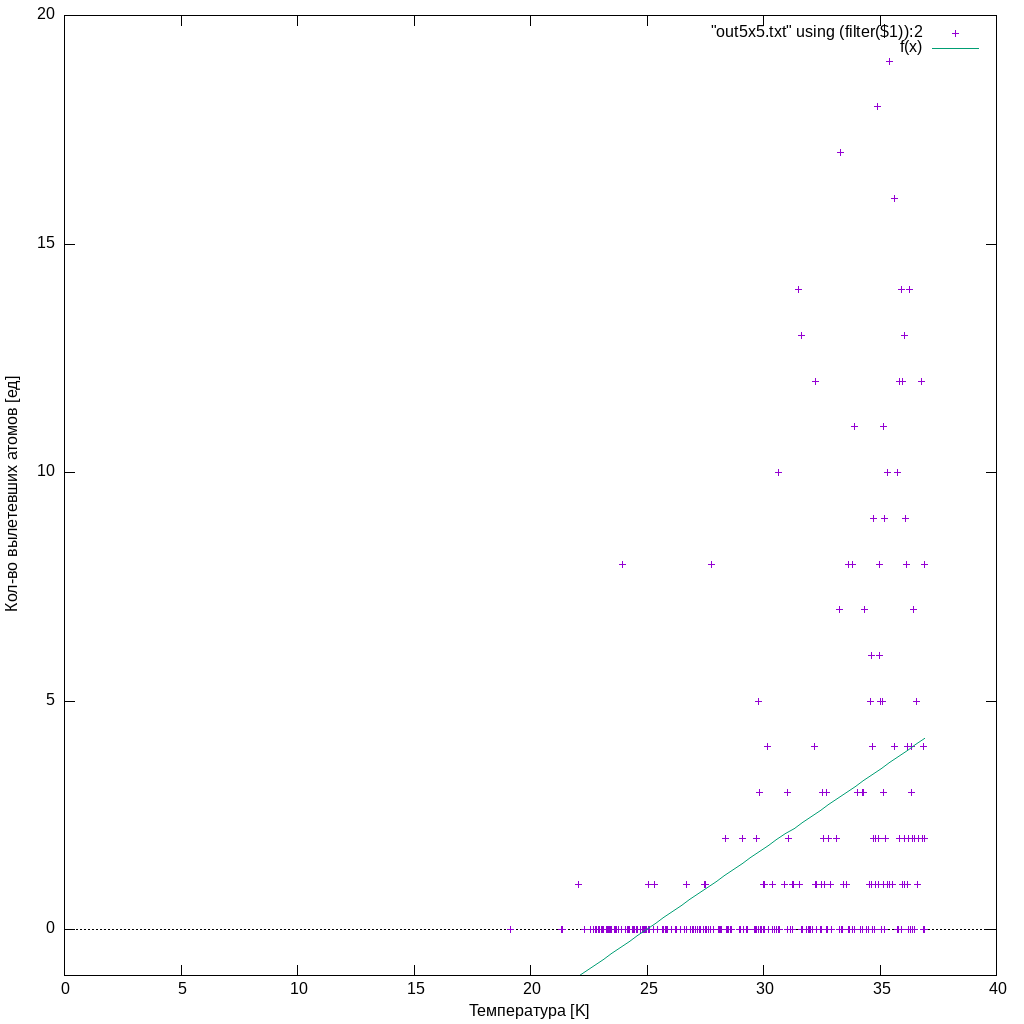 "out5x5.txt" using (filter($1)):2
f(x)
20
15
10
5
0
Кол-во вылетевших атомов [ед]
0 5 10 15 20 25 30 35 40
Температура [K]